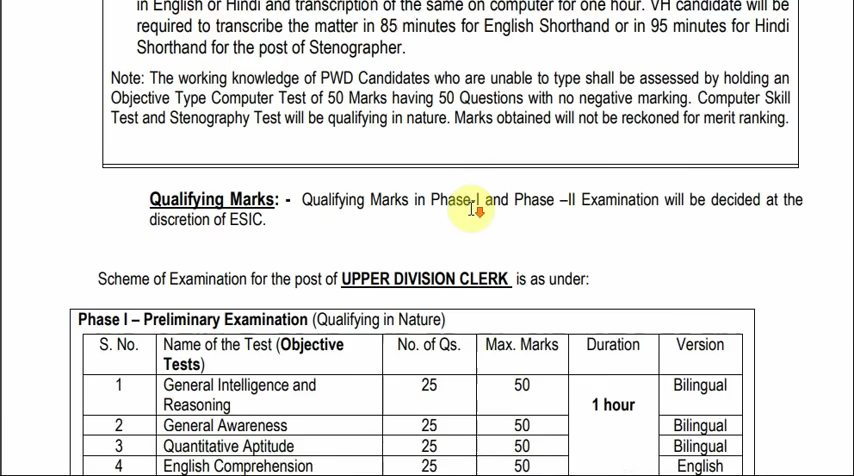 in English or Hindi and transcription of the same on computer for one hour. VH candidate will be
required to transcribe the matter in 85 minutes for English Shorthand or in 95 minutes for Hindi
Shorthand for the post of Stenographer.
Note: The working knowledge of PWD Candidates who are unable to type shall be assessed by holding an
Objective Type Computer Test of 50 Marks having 50 Questions with no negative marking. Computer Skill
Test and Stenography Test will be qualifying in nature. Marks obtained will not be reckoned for merit ranking.
Qualifying Marks: - Qualifying Marks in Phase-I and Phase –II Examination will be decided at the
discretion of ESIC.
Scheme of Examination for the post of UPPER DIVISION CLERK is as under:
Phase I – Preliminary Examination (Qualifying in Nature)
S. No. Name of the Test (Objective Tests) No. of Qs. Max. Marks Duration Version
1 General Intelligence and Reasoning 25 50 1 hour Bilingual
2 General Awareness 25 50 Bilingual
3 Quantitative Aptitude 25 50 Bilingual
4 English Comprehension 25 50 English